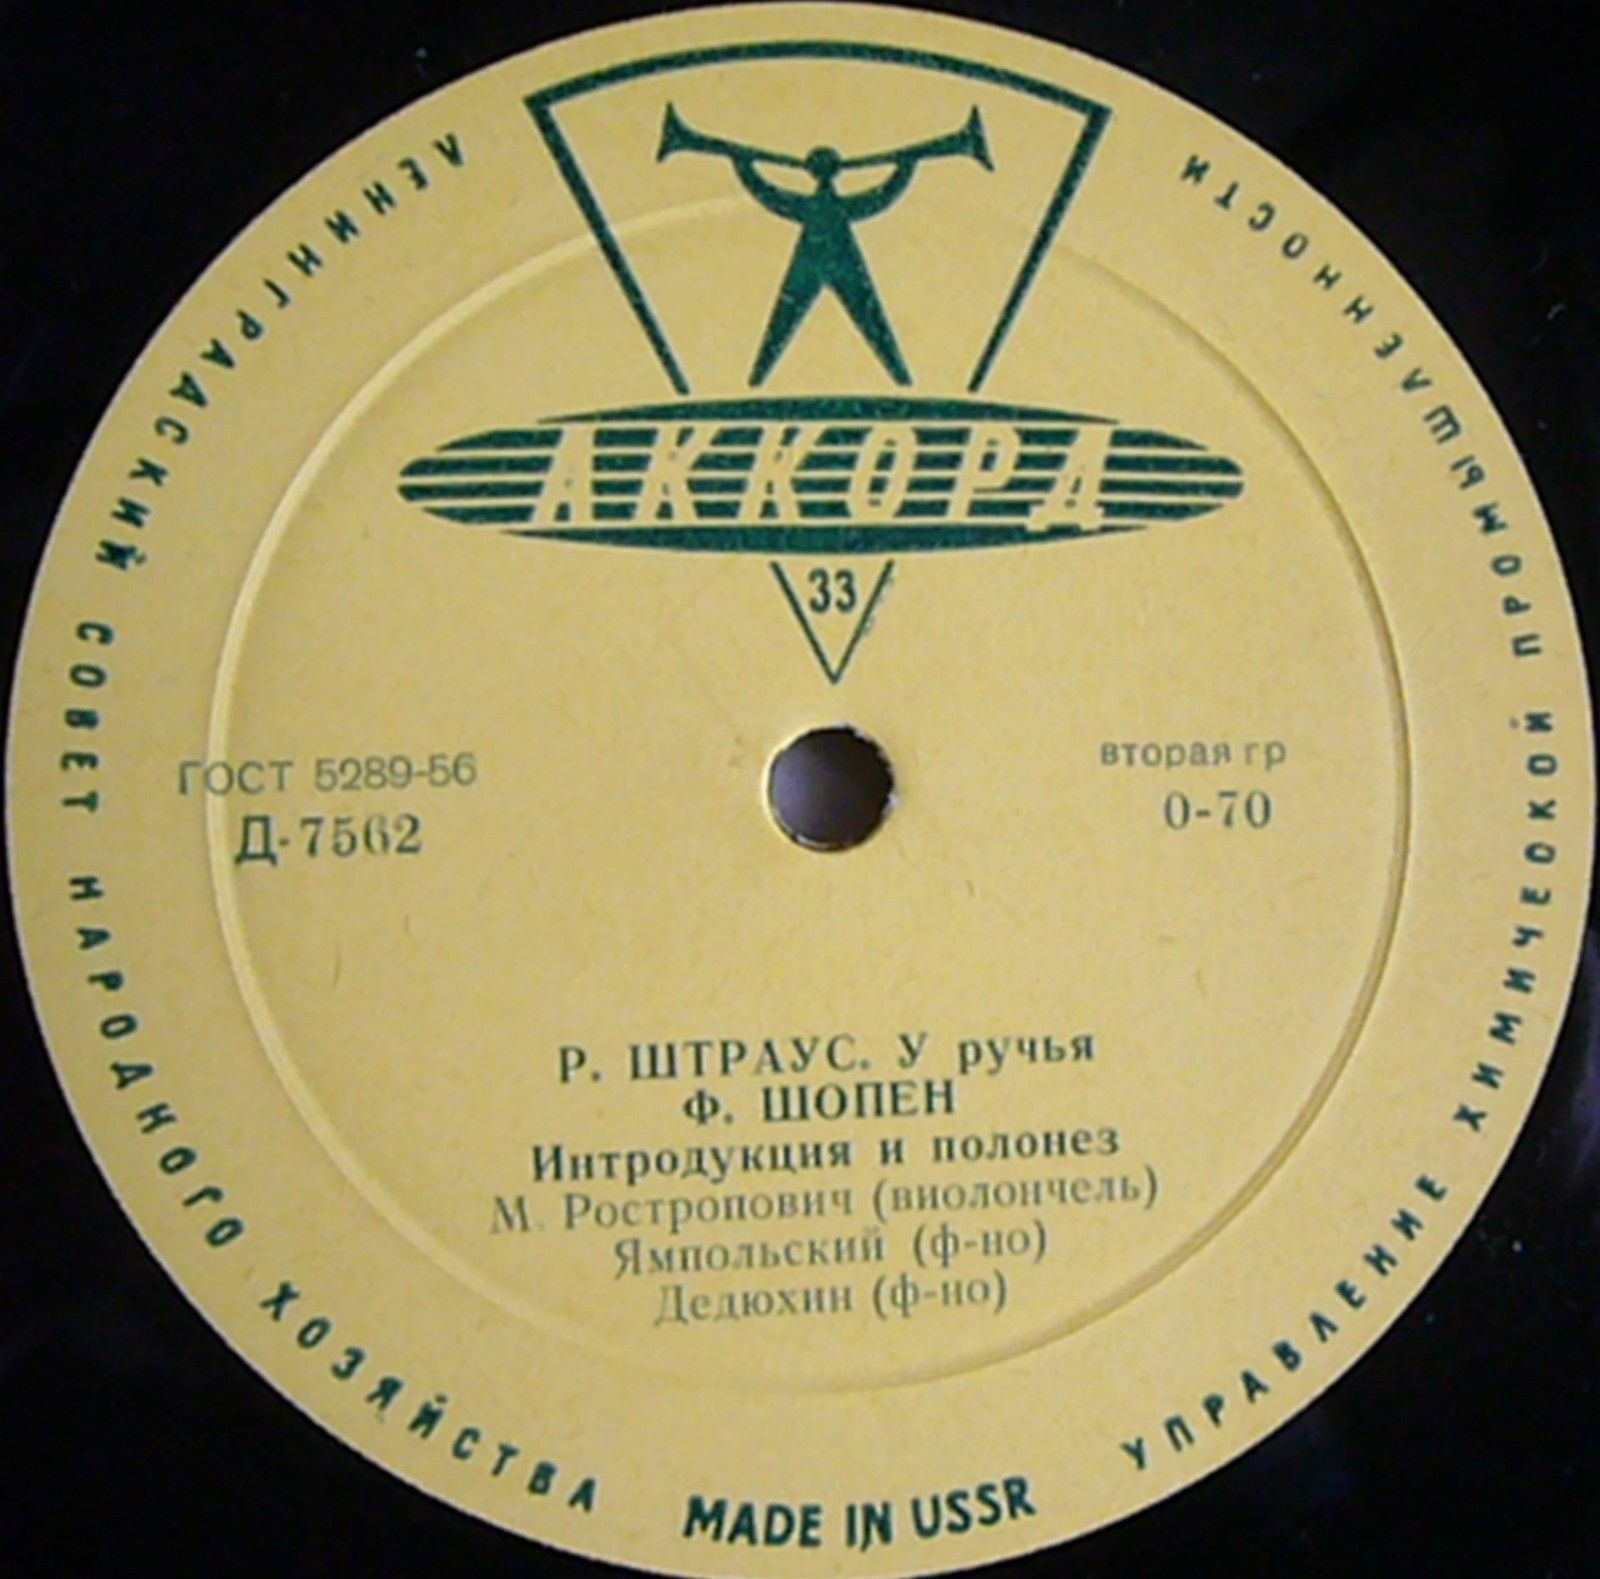 ЛЕНИНГРАДСКИЙ СОВЕТ НАРОДНОГО ХОЗЯЙСТВА
УПРАВЛЕНИЕ ХИМИЧЕСКОЙ ПРОМЫШЛЕННОСТИ
АККОРД
33
ГОСТ 5289-56
Д-7562
вторая гр
0-70
Р. ШТРАУС. У ручья
Ф. ШОПЕН
Интродукция и полонез
М. Ростропович (виолончель)
Ямпольский (ф-но)
Дедюхин (ф-но)
MADE IN USSR